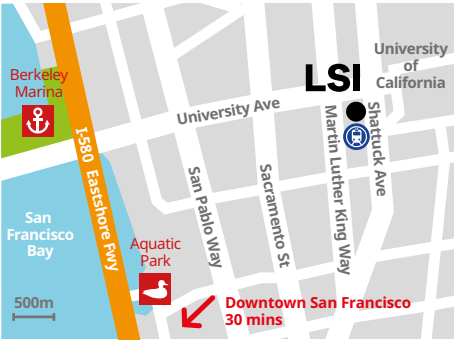 University
of
California
LSI
Berkeley
Marina
University Ave
Shattuck Ave
Martin Luther King Way
I-580 Eastshore Fwy
San Pablo Way
Sacramento St
San
Francisco
Bay
Aquatic
Park
500m
Downtown San Francisco
30 mins